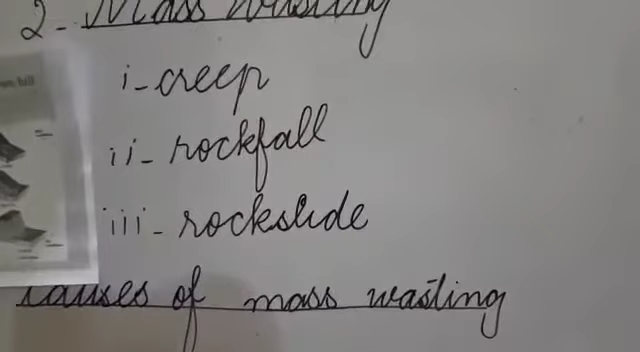 2- Mass wasting
i- creep
ii- rockfall
iii- rockslide
causes of mass wasting